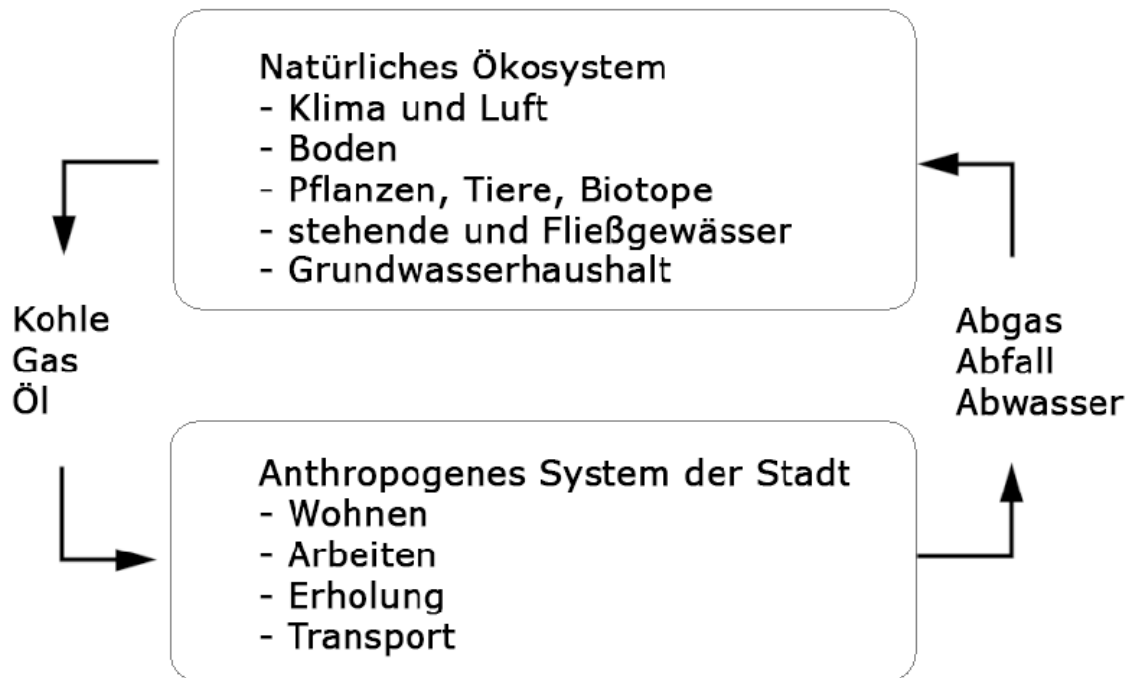 Natürliches Ökosystem
- Klima und Luft
- Boden
- Pflanzen, Tiere, Biotope
- stehende und Fließgewässer
- Grundwasserhaushalt
Kohle
Gas
Öl
Abgas
Abfall
Abwasser
Anthropogenes System der Stadt
- Wohnen
- Arbeiten
- Erholung
- Transport